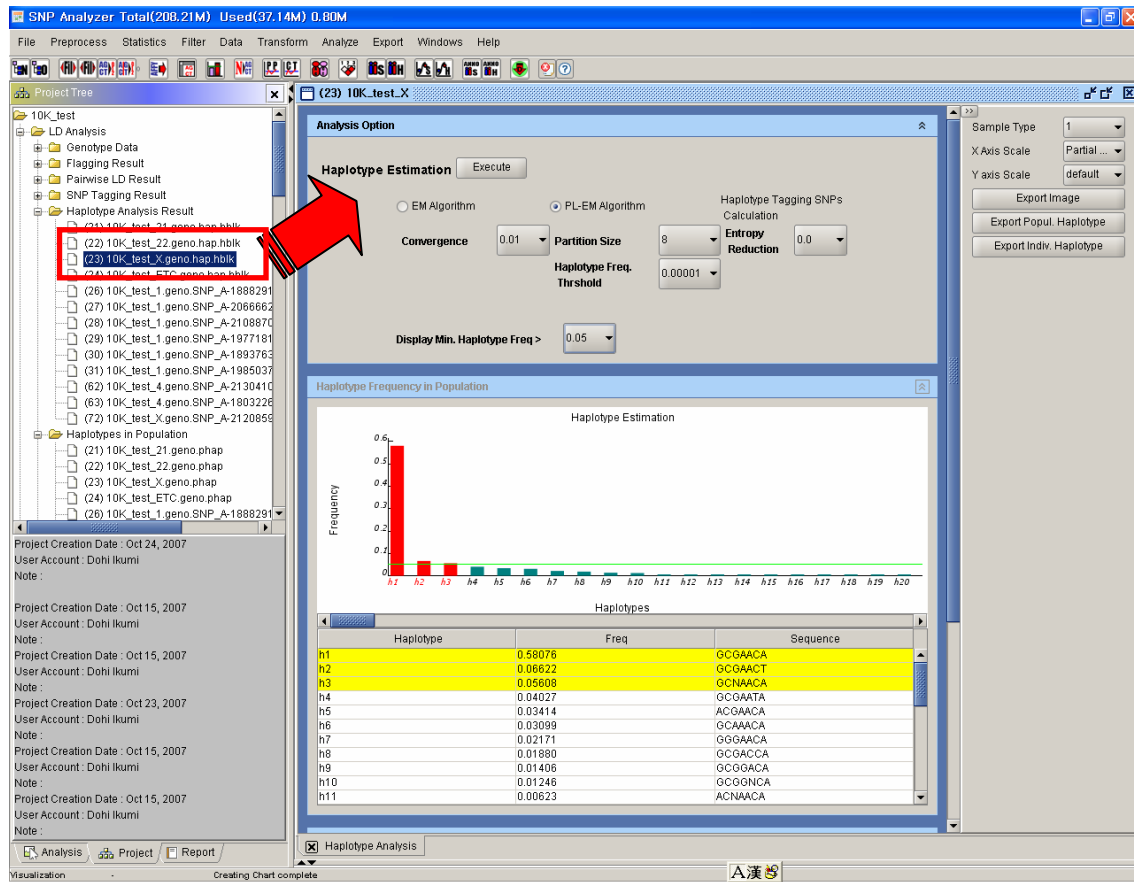 SNP Analyzer Total(208.21M) Used(37.14M) 0.80M
File Preprocess Statistics Filter Data Transform Analyze Export Windows Help
Project Tree
10K_test
LD Analysis
Genotype Data
Flagging Result
Pairwise LD Result
SNP Tagging Result
Haplotype Analysis Result
(21) 10K_test_21.geno.hap.hblk
(22) 10K_test_22.geno.hap.hblk
(23) 10K_test_X.geno.hap.hblk
(24) 10K_test_ETC.geno.hap.hblk
(26) 10K_test_1.geno.SNP_A-1888291
(27) 10K_test_1.geno.SNP_A-2066662
(28) 10K_test_1.geno.SNP_A-2108870
(29) 10K_test_1.geno.SNP_A-1977181
(30) 10K_test_1.geno.SNP_A-1893763
(31) 10K_test_1.geno.SNP_A-1985037
(62) 10K_test_4.geno.SNP_A-2130410
(63) 10K_test_4.geno.SNP_A-1803226
(72) 10K_test_X.geno.SNP_A-2120859
Haplotypes in Population
(21) 10K_test_21.geno.phap
(22) 10K_test_22.geno.phap
(23) 10K_test_X.geno.phap
(24) 10K_test_ETC.geno.phap
(26) 10K_test_1.geno.SNP_A-1888291
Project Creation Date : Oct 24, 2007
User Account : Dohi Ikumi
Note :
Project Creation Date : Oct 15, 2007
User Account : Dohi Ikumi
Note :
Project Creation Date : Oct 15, 2007
User Account : Dohi Ikumi
Note :
Project Creation Date : Oct 23, 2007
User Account : Dohi Ikumi
Note :
Project Creation Date : Oct 15, 2007
User Account : Dohi Ikumi
Note :
Project Creation Date : Oct 15, 2007
User Account : Dohi Ikumi
Note :
Analysis Project Report
Visualization - Creating Chart complete
(23) 10K_test_X
Analysis Option
Haplotype Estimation Execute
EM Algorithm PL-EM Algorithm
Haplotype Tagging SNPs
Calculation
Convergence 0.01 Partition Size 8
Entropy
Reduction 0.0
Haplotype Freq.
Thrshold 0.00001
Display Min. Haplotype Freq > 0.05
Haplotype Frequency in Population
Haplotype Estimation
Frequency
0.6
0.5
0.4
0.3
0.2
0.1
0
h1 h2 h3 h4 h5 h6 h7 h8 h9 h10 h11 h12 h13 h14 h15 h16 h17 h18 h19 h20
Haplotypes
Haplotype Freq Sequence
h1 0.58076 GCGAACA
h2 0.06622 GCGAACT
h3 0.05608 GCNAACA
h4 0.04027 GCGAATA
h5 0.03414 ACGAACA
h6 0.03099 GCAAACA
h7 0.02171 GGGAACA
h8 0.01880 GCGACCA
h9 0.01406 GCGGACA
h10 0.01246 GCGGNCA
h11 0.00623 ACNAACA
Haplotype Analysis
>>
Sample Type 1
X Axis Scale Partial ...
Y axis Scale default
Export Image
Export Popul. Haplotype
Export Indiv. Haplotype
A漢